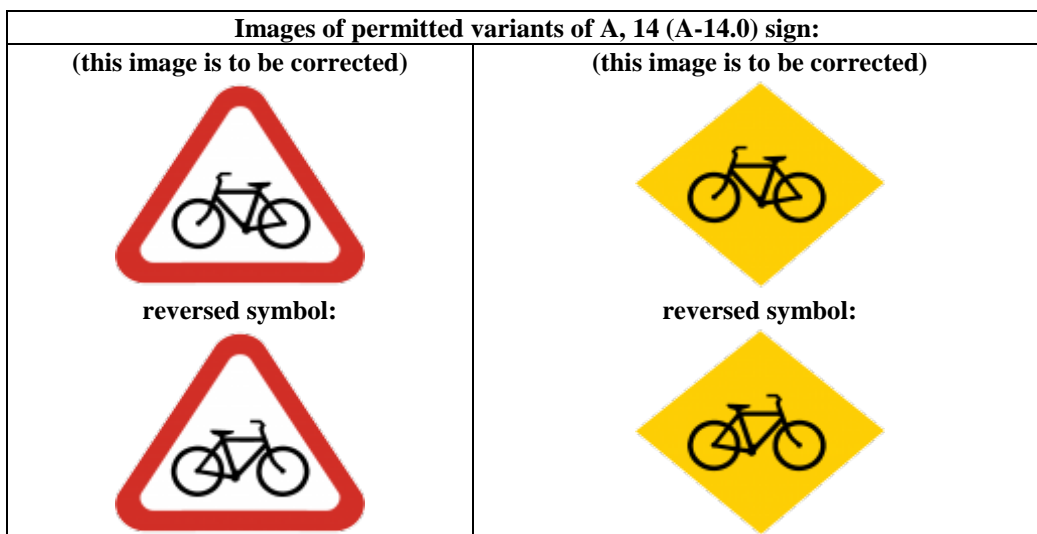 Images of permitted variants of A, 14 (A-14.0) sign:
(this image is to be corrected)
(this image is to be corrected)
reversed symbol:
reversed symbol: